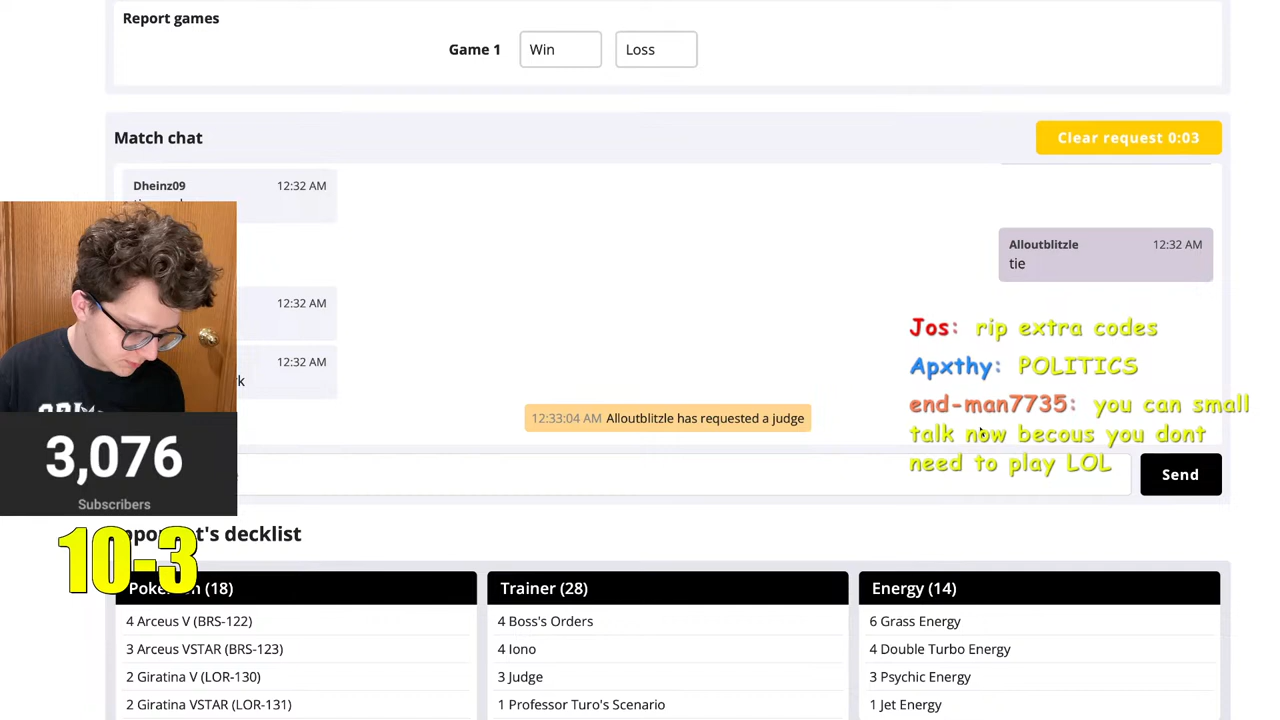 Report games
Game 1 Win Loss
Match chat
Clear request 0:03
Dheinz09 12:32 AM
Alloutblitzle 12:32 AM
tie
12:32 AM
12:32 AM
k
12:33:04 AM Alloutblitzle has requested a judge
Jos: rip extra codes
Apxthy: POLITICS
end-man7735: you can small
talk now becous you dont
need to play LOL
Send
3,076
Subscribers
10-3
't's decklist
Pokémon (18)
4 Arceus V (BRS-122)
3 Arceus VSTAR (BRS-123)
2 Giratina V (LOR-130)
2 Giratina VSTAR (LOR-131)
Trainer (28)
4 Boss's Orders
4 Iono
3 Judge
1 Professor Turo's Scenario
Energy (14)
6 Grass Energy
4 Double Turbo Energy
3 Psychic Energy
1 Jet Energy